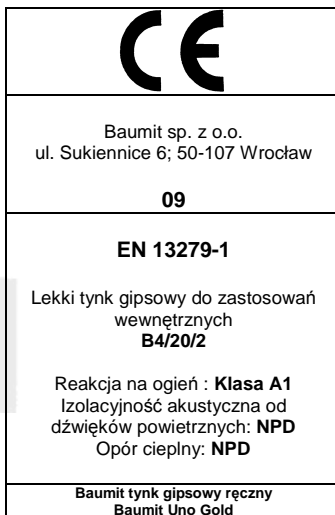 CE
Baumit sp. z o.o.
ul. Sukiennice 6; 50-107 Wrocław
09
EN 13279-1
Lekki tynk gipsowy do zastosowań
wewnętrznych
B4/20/2
Reakcja na ogień : Klasa A1
Izolacyjność akustyczna od
dźwięków powietrznych: NPD
Opór cieplny: NPD
Baumit tynk gipsowy ręczny
Baumit Uno Gold